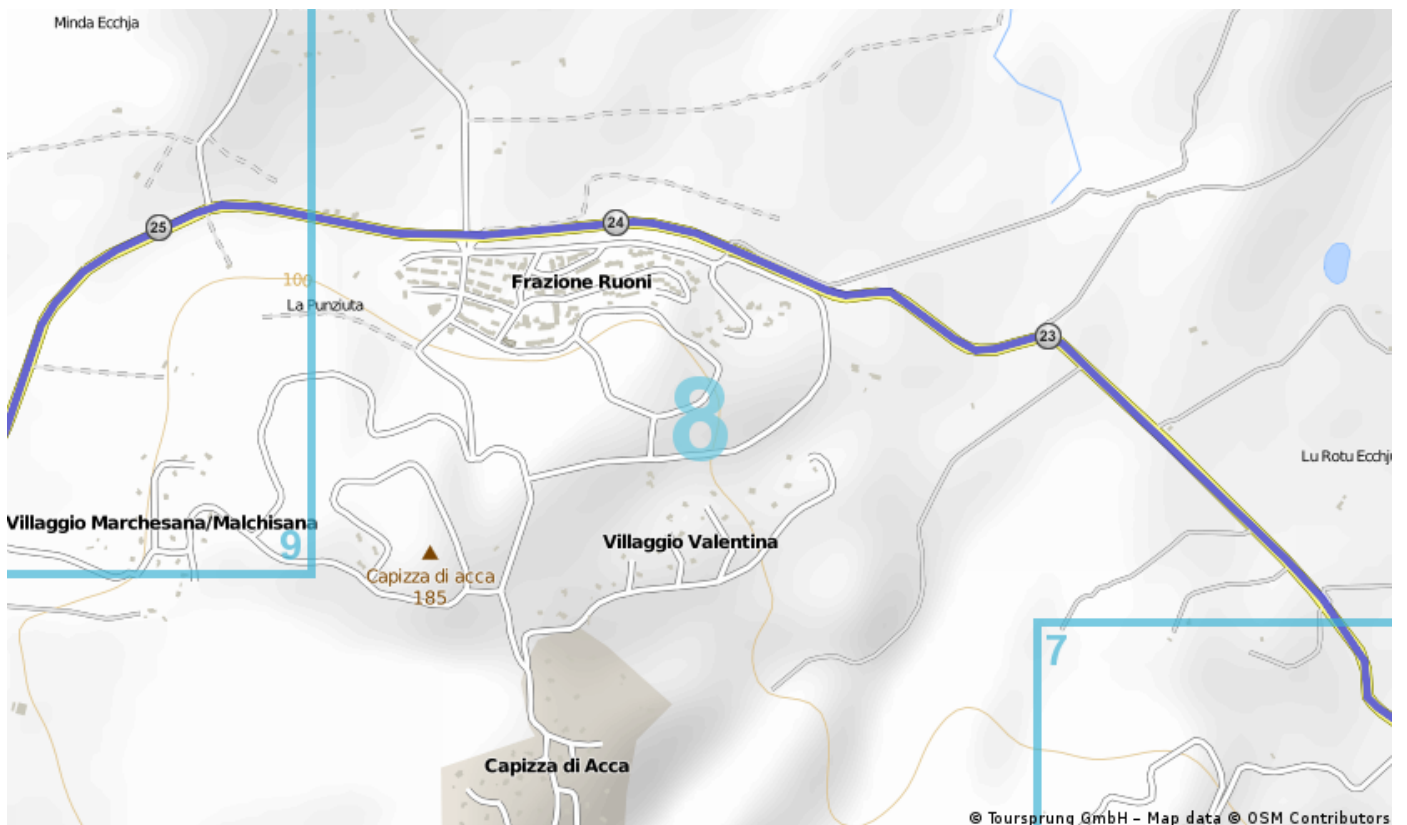 Minda Ecchja
25
24
100
Frazione Ruoni
La Punziuta
23
8
Lu Rotu Ecchj
Villaggio Marchesana/Malchisana
9
Villaggio Valentina
Capizza di acca
185
7
Capizza di Acca
© Toursprung GmbH – Map data © OSM Contributors